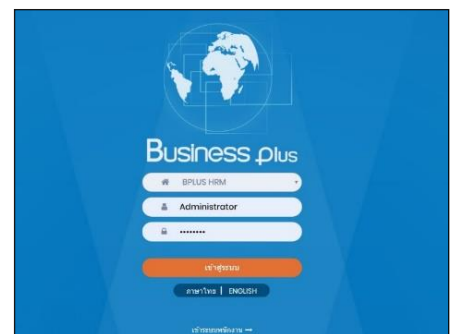 Business Plus
BPLUS HRM
Administrator
••••••••
เข้าสู่ระบบ
ภาษาไทย | ENGLISH
เข้าระบบพนักงาน →